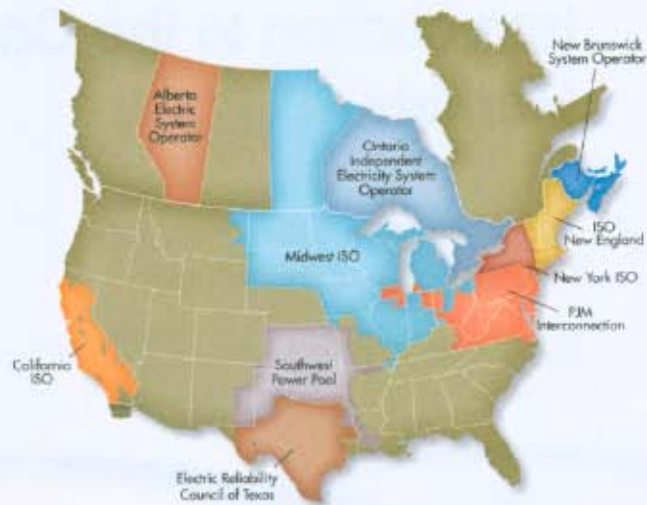 New Brunswick
System Operator
Alberta
Electric
System
Operator
Ontario
Independent
Electricity System
Operator
ISO
New England
Midwest ISO
New York ISO
PJM
Interconnection
California
ISO
Southwest
Power Pool
Electric Reliability
Council of Texas